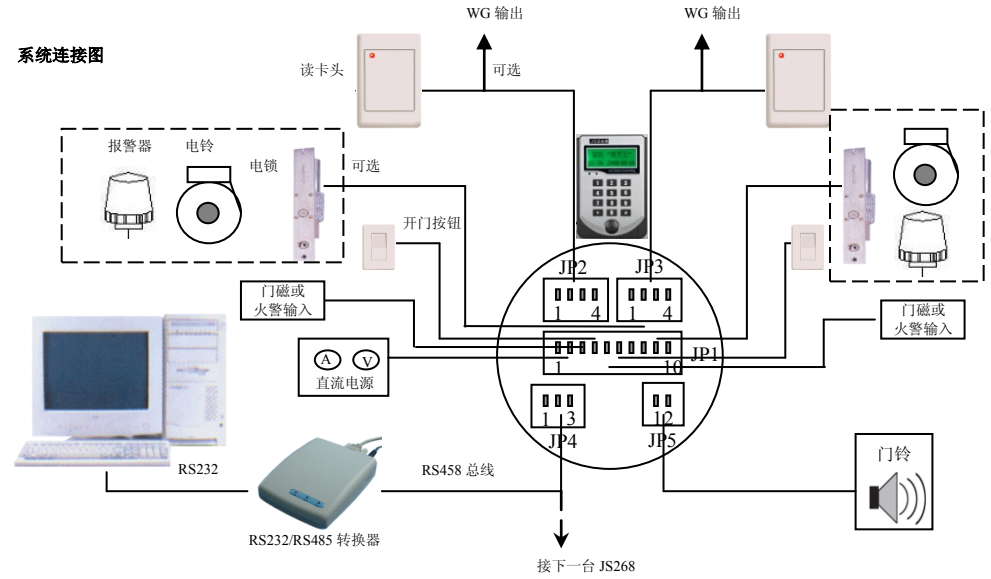 WG 输出
WG 输出
系统连接图
读卡头
可选
报警器
电铃
电锁
可选
开门按钮
JP2
JP3
1
4
1
4
门磁或
火警输入
门磁或
火警输入
JP1
1
10
A
V
直流电源
1
3
12
JP4
JP5
RS232
RS458 总线
门铃
RS232/RS485 转换器
接下一台 JS268